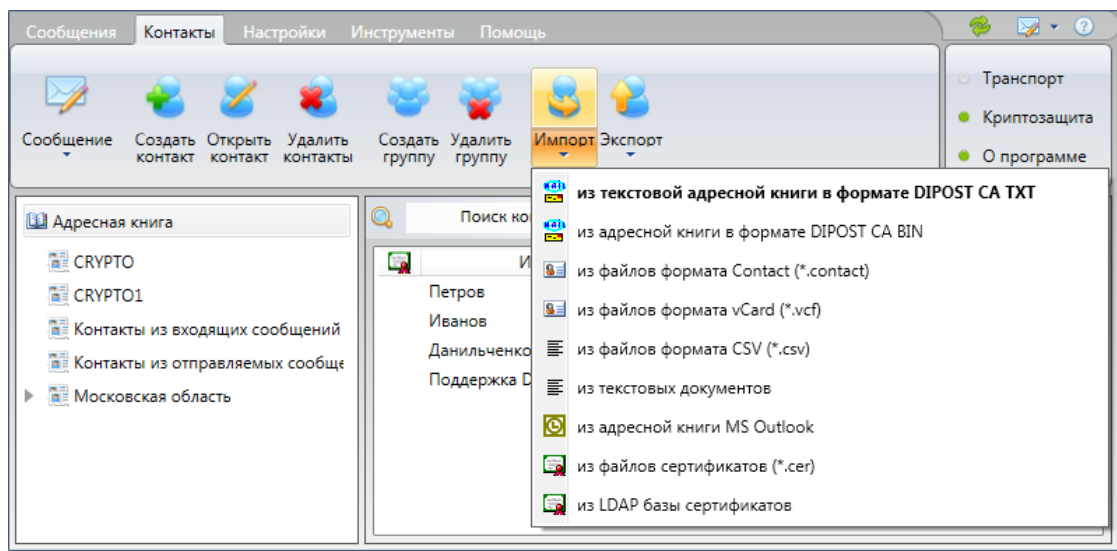 Сообщения Контакты Настройки Инструменты Помощь
Транспорт
Криптозащита
О программе
Сообщение
Создать контакт
Открыть контакт
Удалить контакты
Создать группу
Удалить группу
Импорт
Экспорт
Адресная книга
CRYPTO
CRYPTO1
Контакты из входящих сообщений
Контакты из отправляемых сообще
Московская область
Поиск ко
И
Петров
Иванов
Данильченко
Поддержка D
из текстовой адресной книги в формате DIPOST CA TXT
из адресной книги в формате DIPOST CA BIN
из файлов формата Contact (*.contact)
из файлов формата vCard (*.vcf)
из файлов формата CSV (*.csv)
из текстовых документов
из адресной книги MS Outlook
из файлов сертификатов (*.cer)
из LDAP базы сертификатов